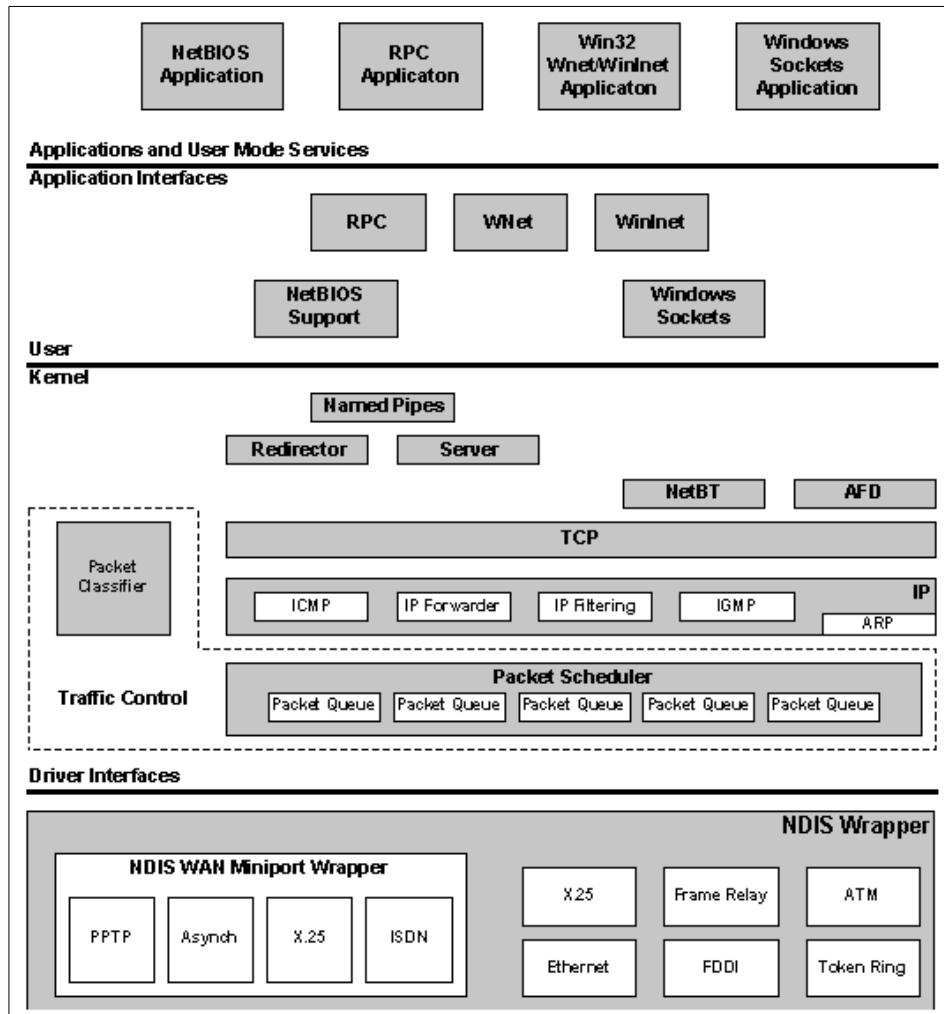 NetBIOS
Application
RPC
Applicaton
Win32
Wnet/WinInet
Applicaton
Windows
Sockets
Application
Applications and User Mode Services
Application Interfaces
RPC
WNet
WinInet
NetBIOS
Support
Windows
Sockets
User
Kernel
Named Pipes
Redirector
Server
NetBT
AFD
Packet
Classifier
TCP
IP
ICMP
IP Forwarder
IP Filtering
IGMP
ARP
Traffic Control
Packet Scheduler
Packet Queue
Packet Queue
Packet Queue
Packet Queue
Packet Queue
Driver Interfaces
NDIS Wrapper
NDIS WAN Miniport Wrapper
PPTP
Asynch
X.25
ISDN
X.25
Frame Relay
ATM
Ethernet
FDDI
Token Ring